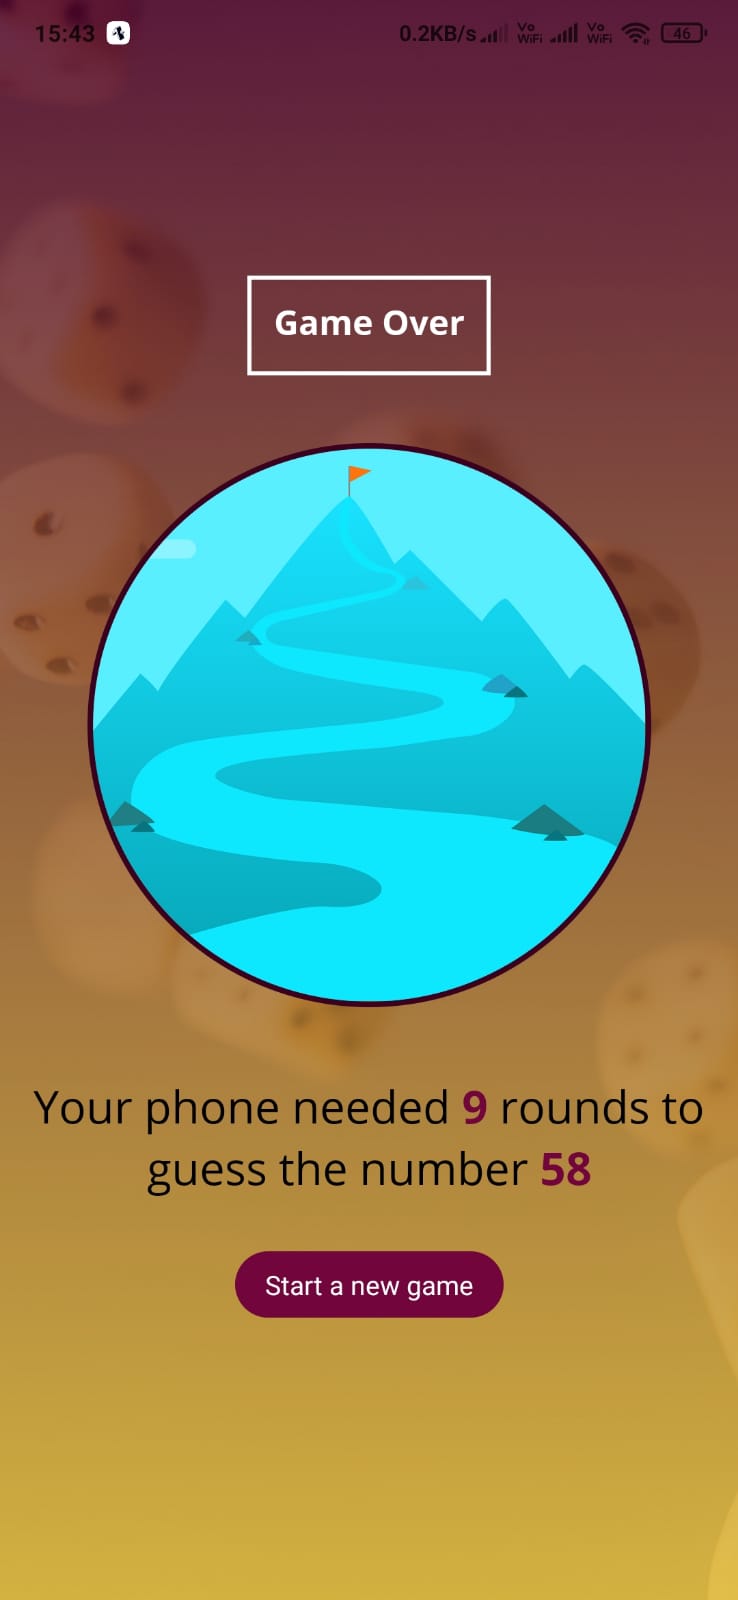 15:43 0.2KB/s Vo WiFi Vo WiFi 46
Game Over
Your phone needed 9 rounds to
guess the number 58
Start a new game